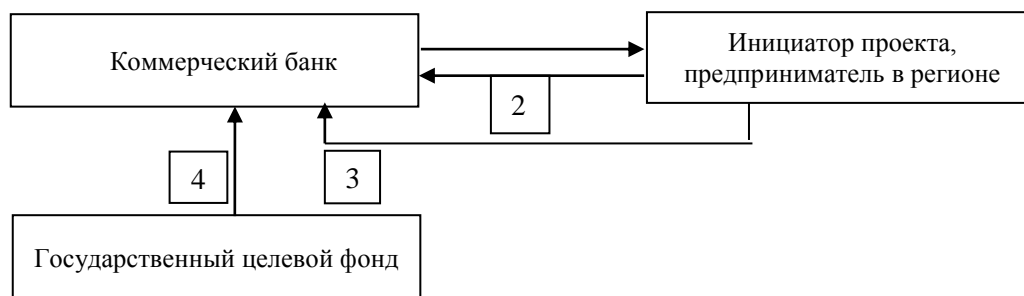 Коммерческий банк
Инициатор проекта,
предприниматель в регионе
2
4
3
Государственный целевой фонд